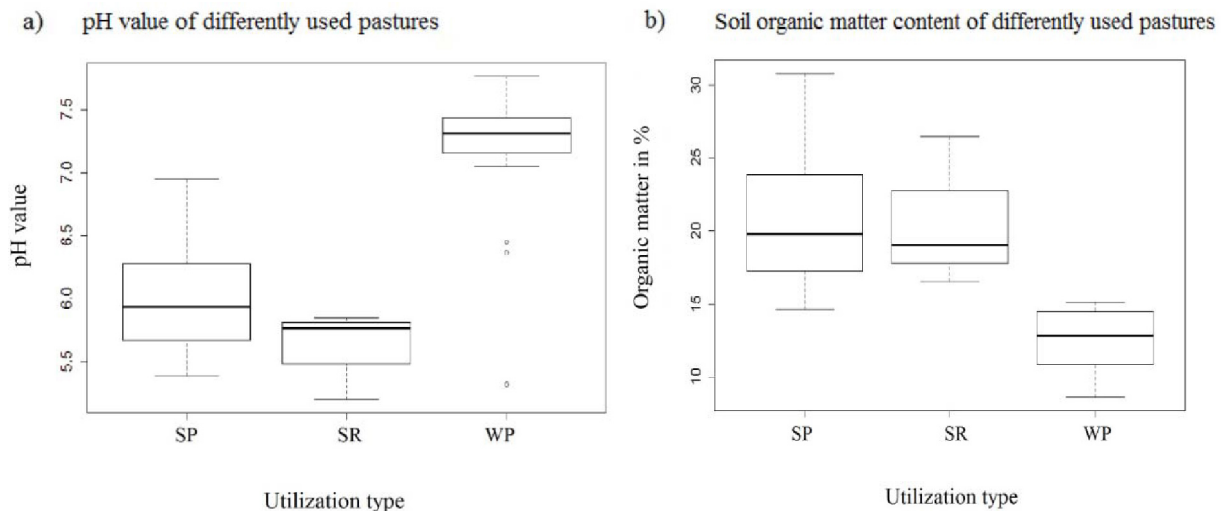 a) pH value of differently used pastures
pH value
7.5
7.0
6.5
6.0
5.5
SP SR WP
Utilization type
b) Soil organic matter content of differently used pastures
Organic matter in %
30
25
20
15
10
SP SR WP
Utilization type